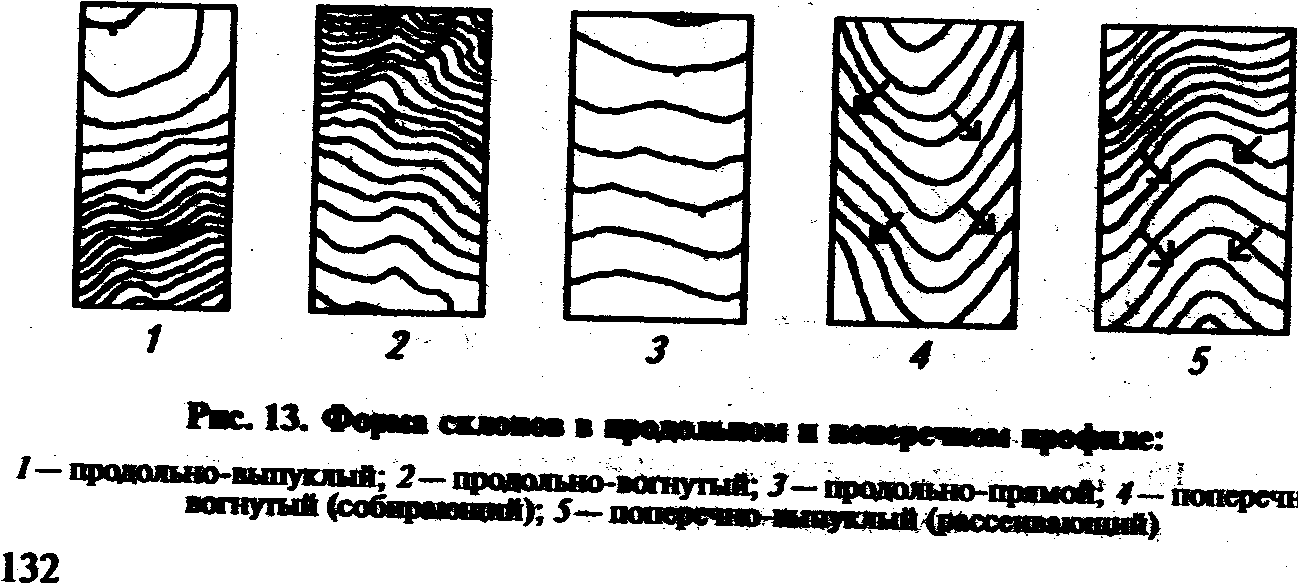 1 2 3 4 5
Рис. 13. Форма склонов в продольном и поперечном профиле:
1 — продольно-выпуклый; 2 — продольно-вогнутый; 3 — продольно-прямой; 4 — поперечн
вогнутый (собирающий); 5 — поперечно-выпуклый (рассеивающий)
132